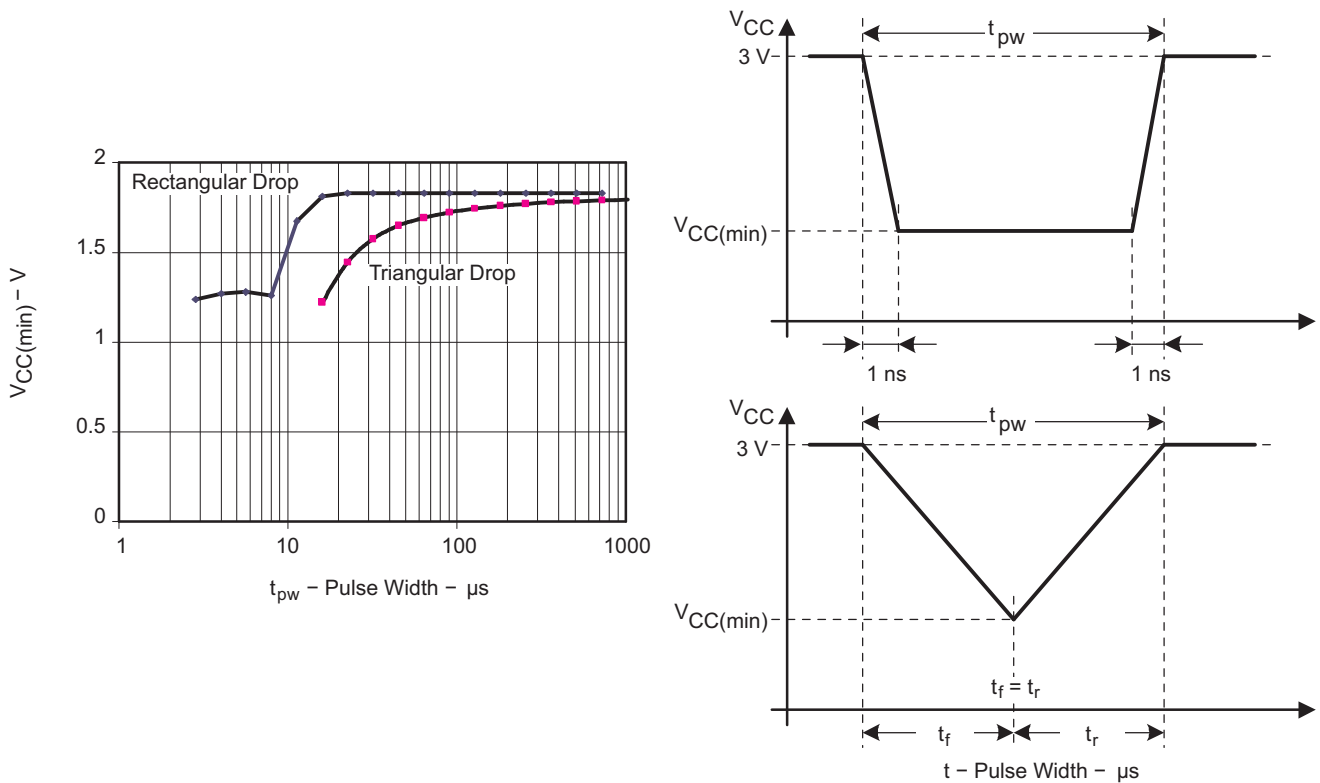 2
Rectangular Drop
1.5
Triangular Drop
1
0.5
0
1
10
100
1000
VCC(min) − V
tpw − Pulse Width − µs
VCC
tpw
3 V
VCC(min)
1 ns
1 ns
VCC
tpw
3 V
VCC(min)
tf = tr
tf
tr
t − Pulse Width − µs